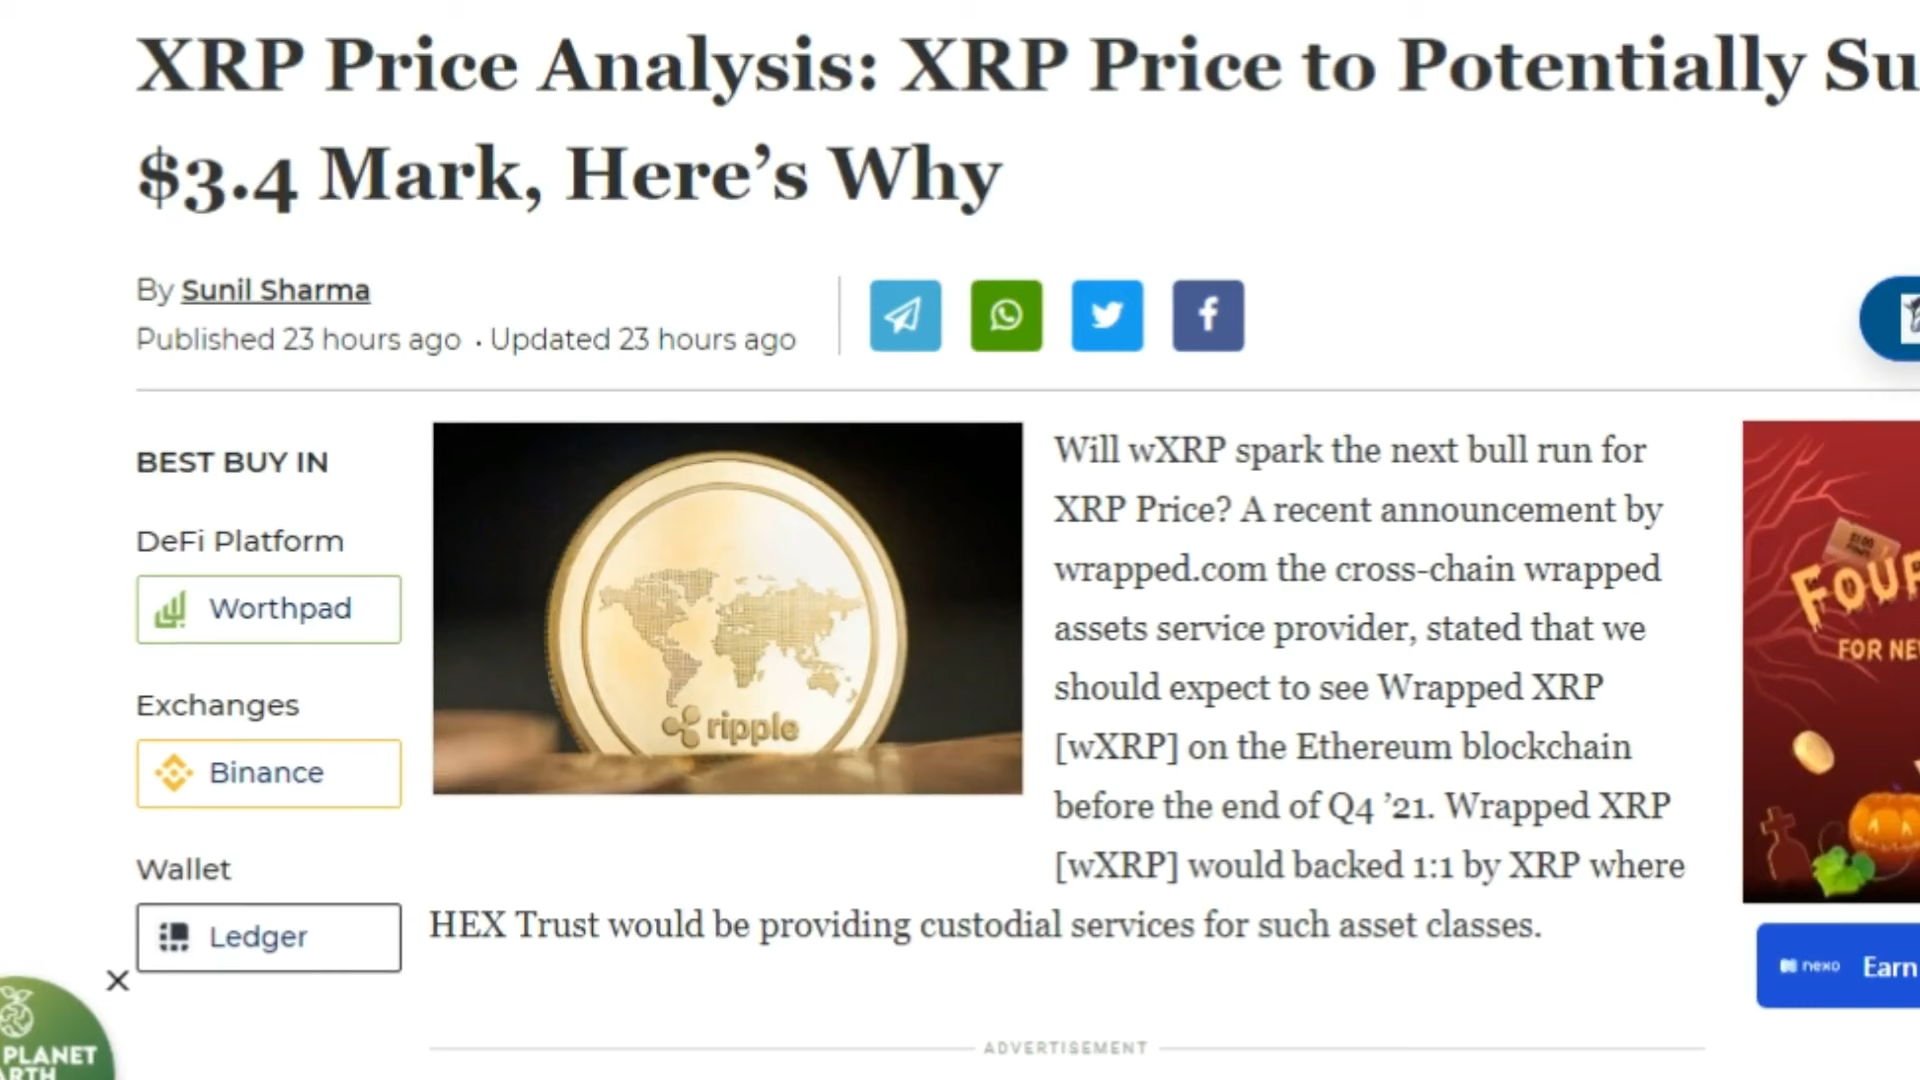 XRP Price Analysis: XRP Price to Potentially Su
$3.4 Mark, Here’s Why
By Sunil Sharma
Published 23 hours ago · Updated 23 hours ago
BEST BUY IN
DeFi Platform
Worthpad
Exchanges
Binance
Wallet
Ledger
ripple
Will wXRP spark the next bull run for
XRP Price? A recent announcement by
wrapped.com the cross-chain wrapped
assets service provider, stated that we
should expect to see Wrapped XRP
[wXRP] on the Ethereum blockchain
before the end of Q4 ’21. Wrapped XRP
[wXRP] would backed 1:1 by XRP where
HEX Trust would be providing custodial services for such asset classes.
FOUR
FOR NE
nexo Earn
PLANET
ARTH
ADVERTISEMENT